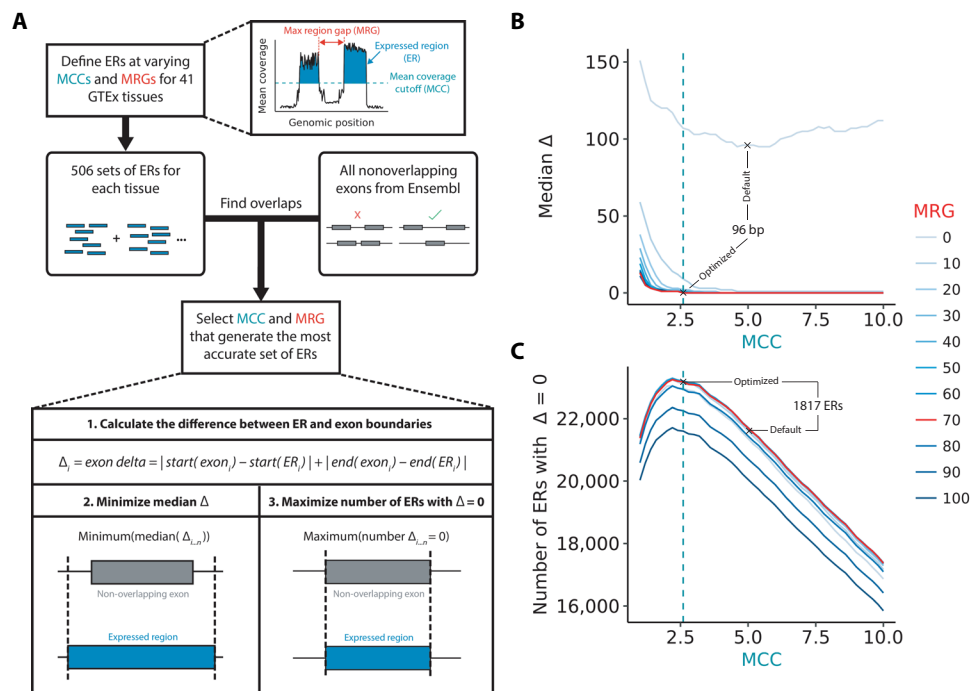 A
Define ERs at varying
MCCs and MRGs for 41
GTEx tissues
Max region gap (MRG)
Expressed region
(ER)
Mean coverage
cutoff (MCC)
Mean coverage
Genomic position
506 sets of ERs for
each tissue
+
...
Find overlaps
All nonoverlapping
exons from Ensembl
X
✓
Select MCC and MRG
that generate the most
accurate set of ERs
1. Calculate the difference between ER and exon boundaries
Δi = exon delta = | start( exoni ) − start( ERi ) | + | end( exoni ) − end( ERi ) |
2. Minimize median Δ
Minimum(median( Δi...n ))
Non-overlapping exon
Expressed region
3. Maximize number of ERs with Δ = 0
Maximum(number Δi...n = 0)
Non-overlapping exon
Expressed region
B
Median Δ
150
100
50
0
2.5
5.0
7.5
10.0
MCC
Default
96 bp
Optimized
C
Number of ERs with Δ = 0
22,000
20,000
18,000
16,000
2.5
5.0
7.5
10.0
MCC
Optimized
1817 ERs
Default
MRG
0
10
20
30
40
50
60
70
80
90
100